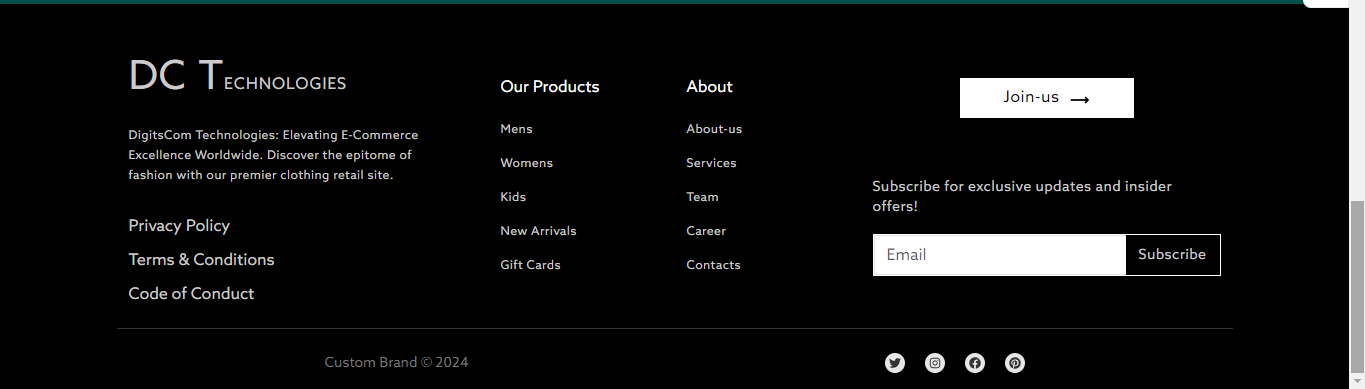 DC Technologies
DigitsCom Technologies: Elevating E-Commerce
Excellence Worldwide. Discover the epitome of
fashion with our premier clothing retail site.
Privacy Policy
Terms & Conditions
Code of Conduct
Our Products
Mens
Womens
Kids
New Arrivals
Gift Cards
About
About-us
Services
Team
Career
Contacts
Join-us →
Subscribe for exclusive updates and insider
offers!
Email Subscribe
Custom Brand © 2024